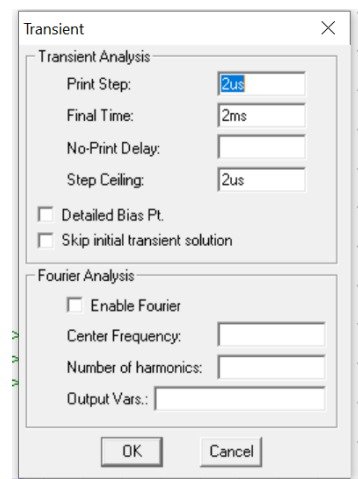 Transient
Transient Analysis
Print Step: 2us
Final Time: 2ms
No-Print Delay:
Step Ceiling: 2us
Detailed Bias Pt.
Skip initial transient solution
Fourier Analysis
Enable Fourier
Center Frequency:
Number of harmonics:
Output Vars.:
OK Cancel